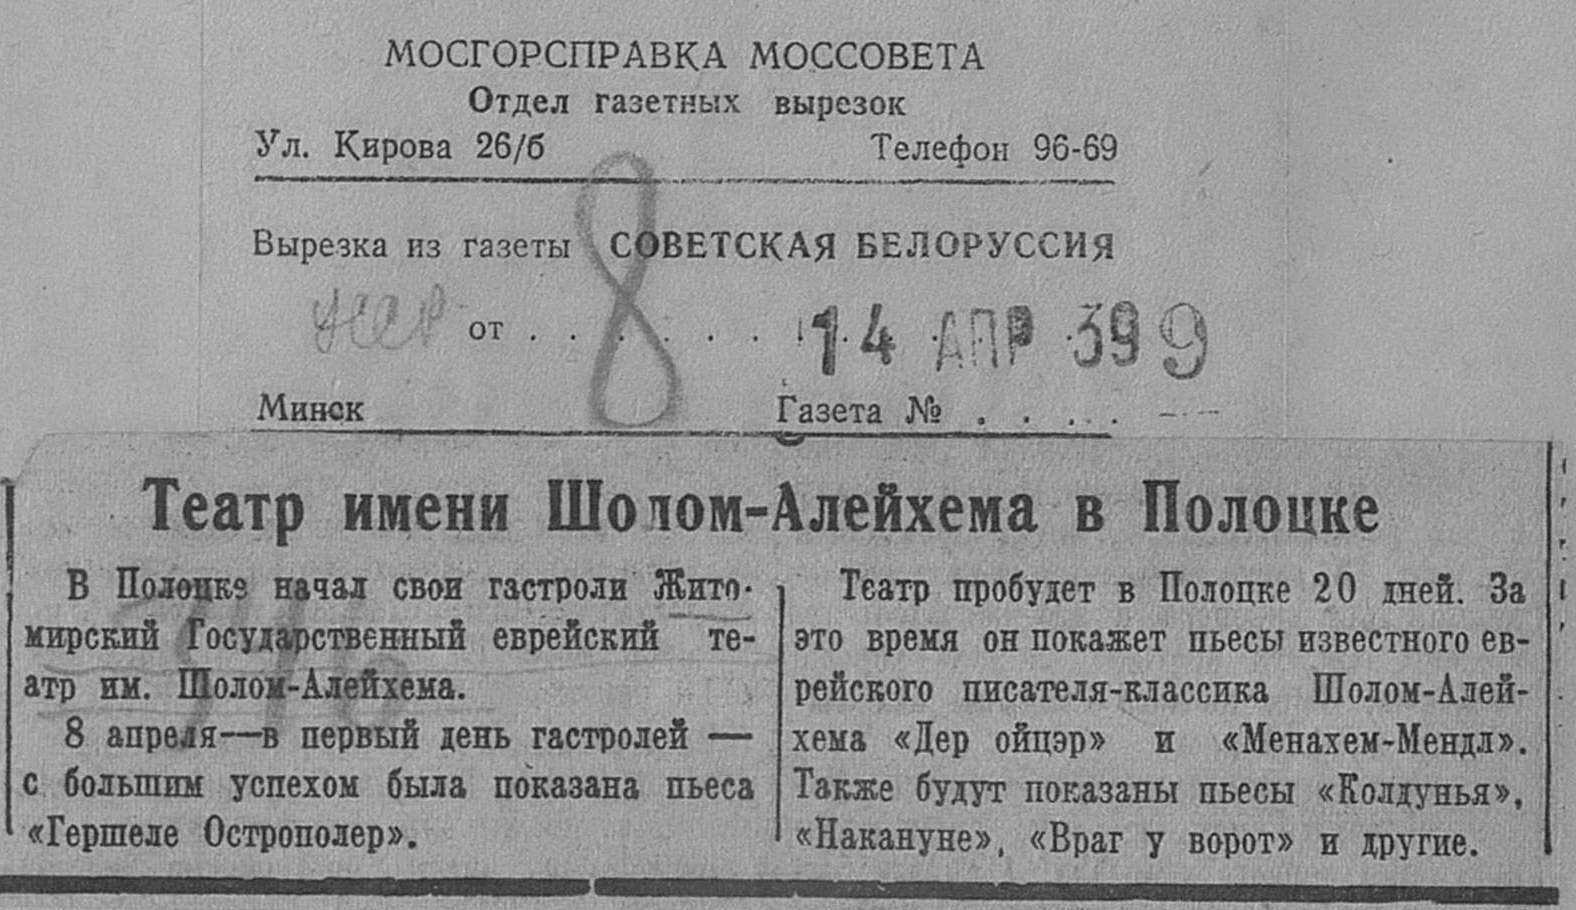 МОСГОРСПРАВКА МОССОВЕТА
Отдел газетных вырезок
Ул. Кирова 26/б Телефон 96-69
Вырезка из газеты СОВЕТСКАЯ БЕЛОРУССИЯ
от . . . . . . . 14 АПР 39 9
8
Минск Газета № . . . .
Театр имени Шолом-Алейхема в Полоцке
В Полоцке начал свои гастроли Жито-
мирский Государственный еврейский те-
атр им. Шолом-Алейхема.
8 апреля—в первый день гастролей —
с большим успехом была показана пьеса
«Гершеле Острополер».
Театр пробудет в Полоцке 20 дней. За
это время он покажет пьесы известного ев-
рейского писателя-классика Шолом-Алей-
хема «Дер ойцэр» и «Менахем-Мендл».
Также будут показаны пьесы «Колдунья»,
«Накануне», «Враг у ворот» и другие.